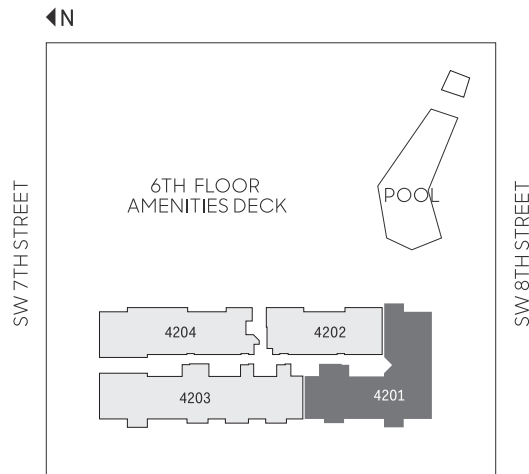 N
6TH FLOOR
AMENITIES DECK
POOL
SW 7TH STREET
SW 8TH STREET
4204
4202
4203
4201